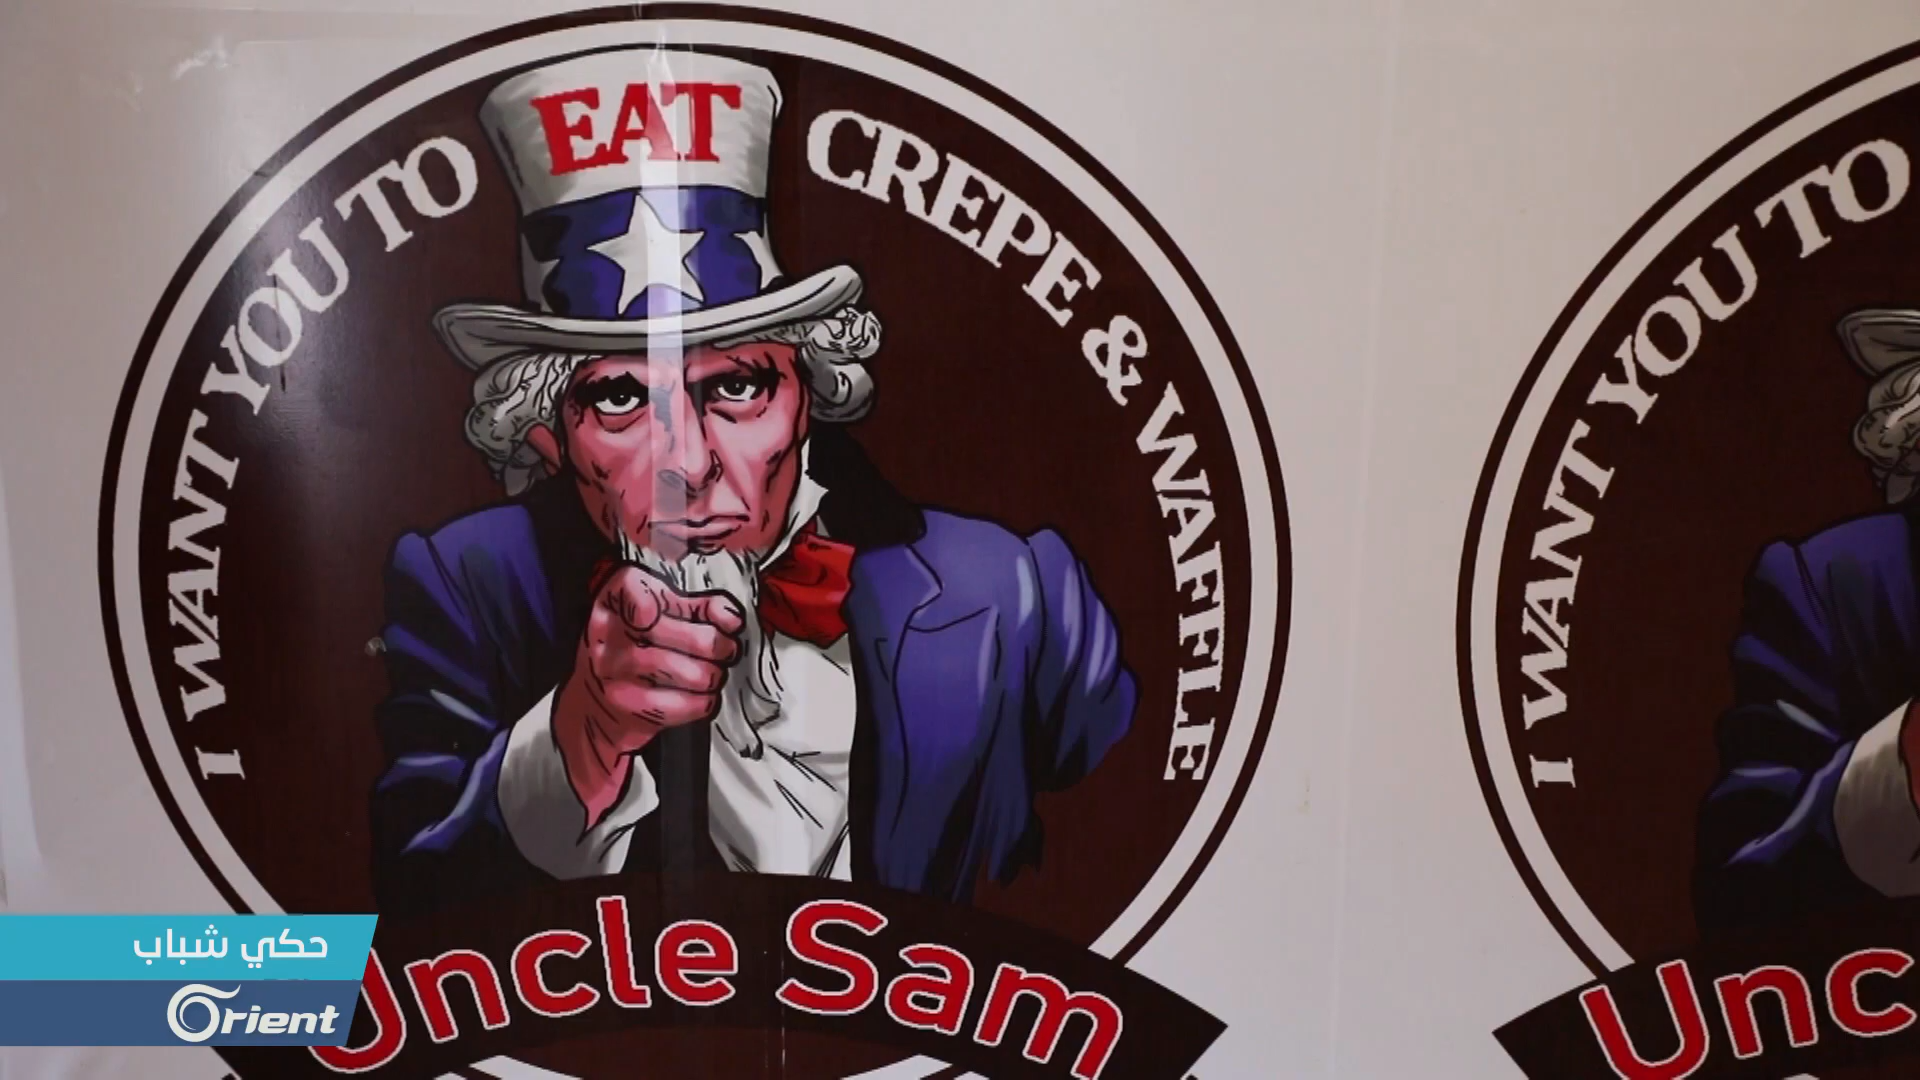 I WANT YOU TO EAT CREPE & WAFFLE
Uncle Sam
I WANT YOU TO
Unc
حكي شباب
Orient